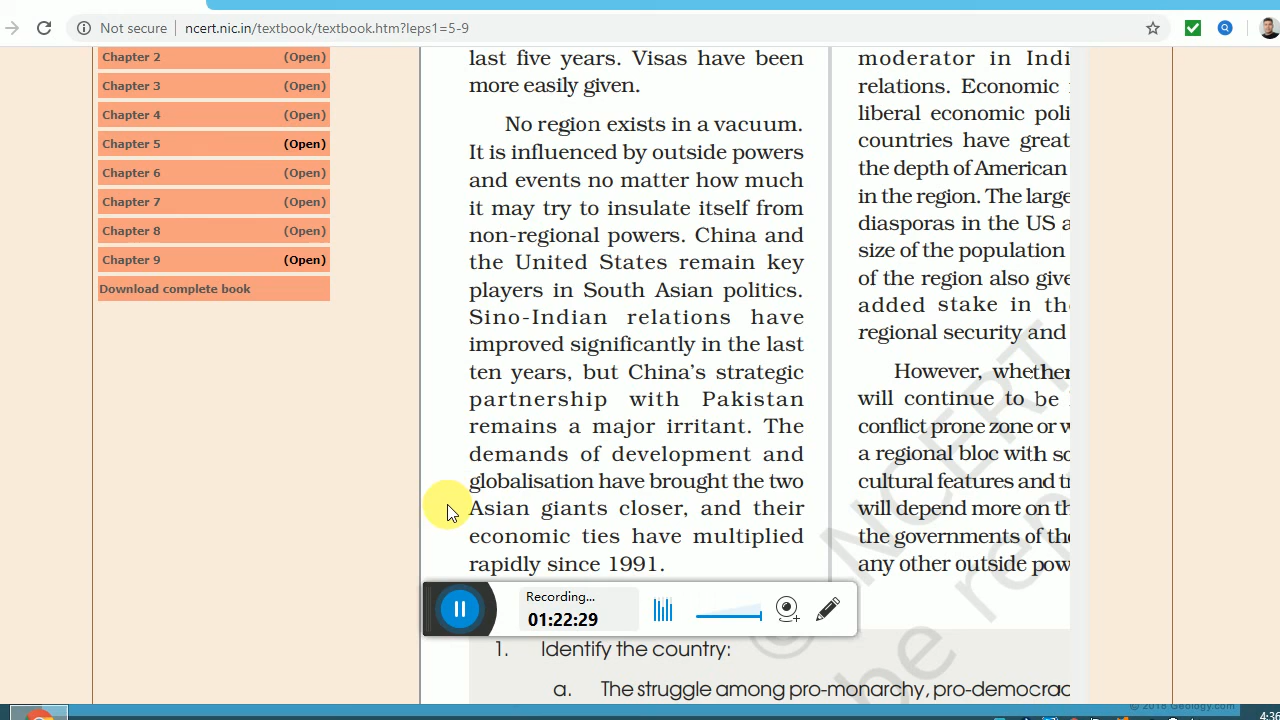 Not secure
ncert.nic.in/textbook/textbook.htm?leps1=5-9
Chapter 2 (Open)
Chapter 3 (Open)
Chapter 4 (Open)
Chapter 5 (Open)
Chapter 6 (Open)
Chapter 7 (Open)
Chapter 8 (Open)
Chapter 9 (Open)
Download complete book
last five years. Visas have been
more easily given.
No region exists in a vacuum.
It is influenced by outside powers
and events no matter how much
it may try to insulate itself from
non-regional powers. China and
the United States remain key
players in South Asian politics.
Sino-Indian relations have
improved significantly in the last
ten years, but China's strategic
partnership with Pakistan
remains a major irritant. The
demands of development and
globalisation have brought the two
Asian giants closer, and their
economic ties have multiplied
rapidly since 1991.
moderator in Indi
relations. Economic
liberal economic poli
countries have great
the depth of American
in the region. The large
diasporas in the US a
size of the population
of the region also give
added stake in the
regional security and
However, whether
will continue to be
conflict prone zone or w
a regional bloc with so
cultural features and tr
will depend more on th
the governments of the
any other outside pow
© NCERT
be rep
Recording...
01:22:29
1. Identify the country:
a. The struggle among pro-monarchy, pro-democrac
© 2018 Geology.com
4:36